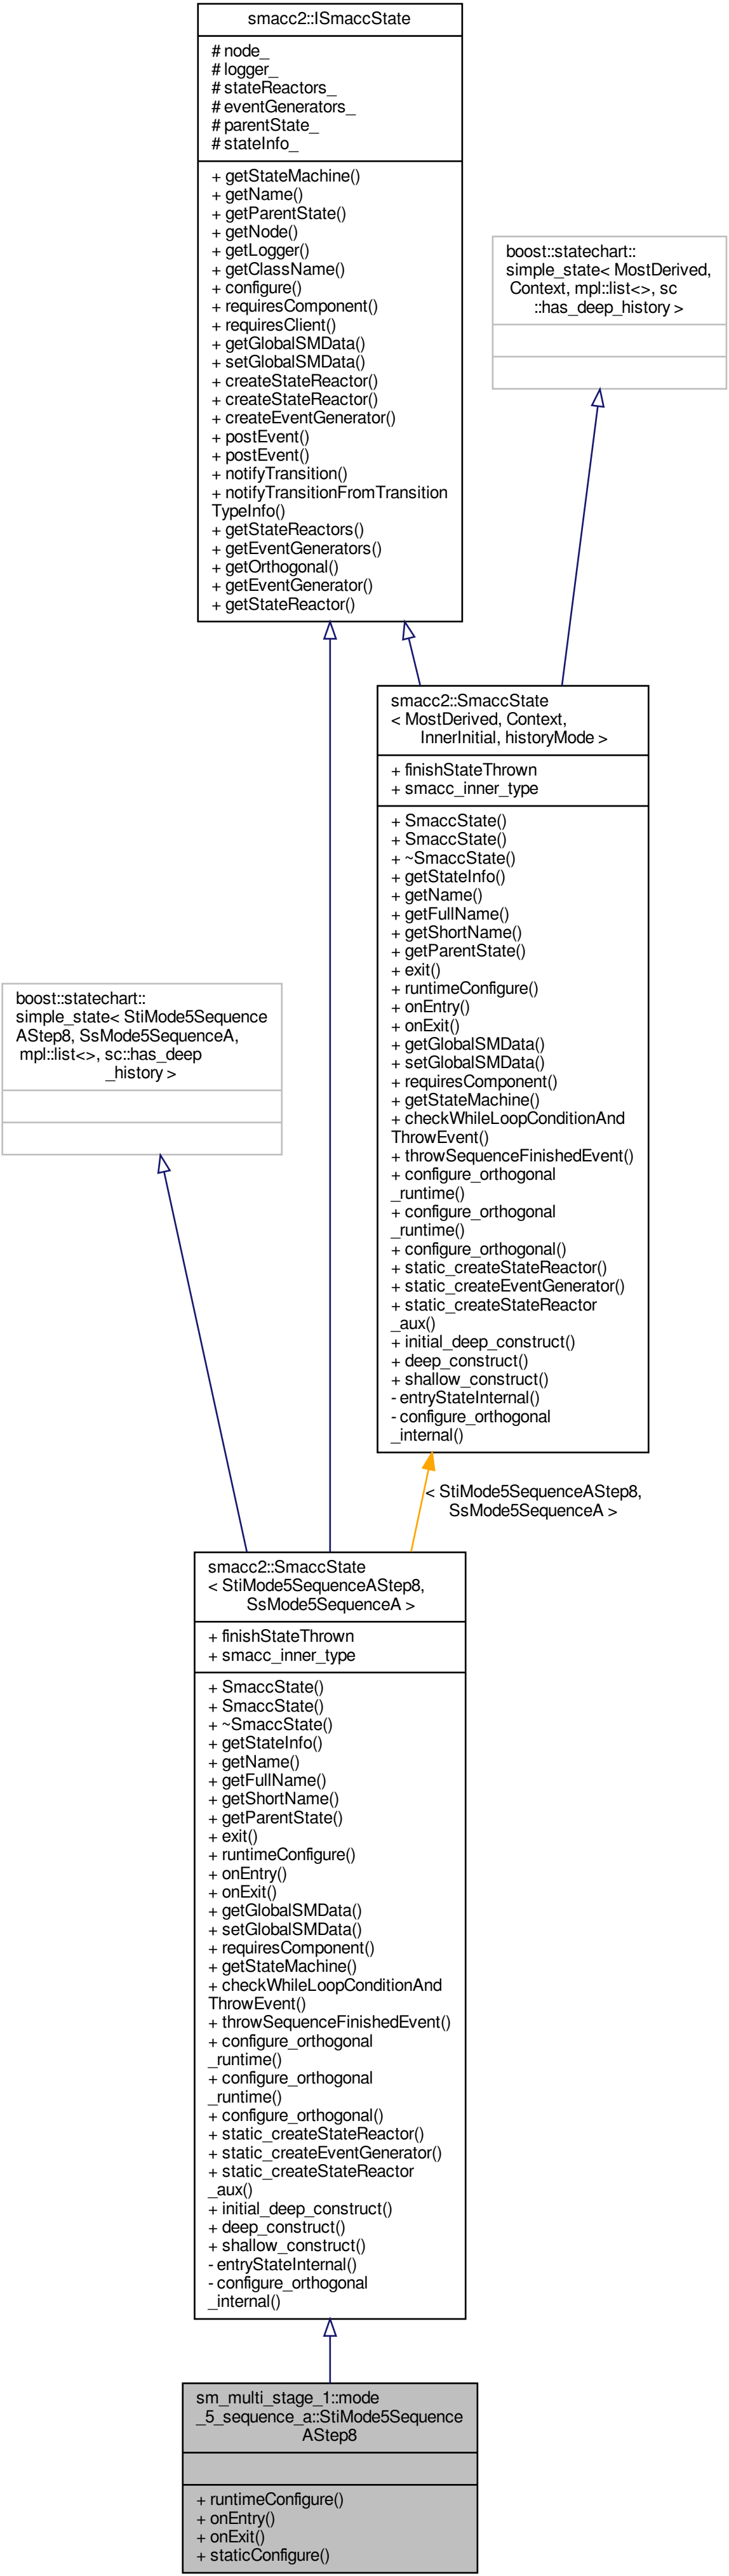 smacc2::ISmaccState
# node_
# logger_
# stateReactors_
# eventGenerators_
# parentState_
# stateInfo_
+ getStateMachine()
+ getName()
+ getParentState()
+ getNode()
+ getLogger()
+ getClassName()
+ configure()
+ requiresComponent()
+ requiresClient()
+ getGlobalSMData()
+ setGlobalSMData()
+ createStateReactor()
+ createStateReactor()
+ createEventGenerator()
+ postEvent()
+ postEvent()
+ notifyTransition()
+ notifyTransitionFromTransition
TypeInfo()
+ getStateReactors()
+ getEventGenerators()
+ getOrthogonal()
+ getEventGenerator()
+ getStateReactor()
boost::statechart::
simple_state< MostDerived,
Context, mpl::list<>, sc
::has_deep_history >
smacc2::SmaccState
< MostDerived, Context,
InnerInitial, historyMode >
+ finishStateThrown
+ smacc_inner_type
+ SmaccState()
+ SmaccState()
+ ~SmaccState()
+ getStateInfo()
+ getName()
+ getFullName()
+ getShortName()
+ getParentState()
+ exit()
+ runtimeConfigure()
+ onEntry()
+ onExit()
+ getGlobalSMData()
+ setGlobalSMData()
+ requiresComponent()
+ getStateMachine()
+ checkWhileLoopConditionAnd
ThrowEvent()
+ throwSequenceFinishedEvent()
+ configure_orthogonal
_runtime()
+ configure_orthogonal
_runtime()
+ configure_orthogonal()
+ static_createStateReactor()
+ static_createEventGenerator()
+ static_createStateReactor
_aux()
+ initial_deep_construct()
+ deep_construct()
+ shallow_construct()
- entryStateInternal()
- configure_orthogonal
_internal()
boost::statechart::
simple_state< StiMode5Sequence
AStep8, SsMode5SequenceA,
mpl::list<>, sc::has_deep
_history >
< StiMode5SequenceAStep8,
SsMode5SequenceA >
smacc2::SmaccState
< StiMode5SequenceAStep8,
SsMode5SequenceA >
+ finishStateThrown
+ smacc_inner_type
+ SmaccState()
+ SmaccState()
+ ~SmaccState()
+ getStateInfo()
+ getName()
+ getFullName()
+ getShortName()
+ getParentState()
+ exit()
+ runtimeConfigure()
+ onEntry()
+ onExit()
+ getGlobalSMData()
+ setGlobalSMData()
+ requiresComponent()
+ getStateMachine()
+ checkWhileLoopConditionAnd
ThrowEvent()
+ throwSequenceFinishedEvent()
+ configure_orthogonal
_runtime()
+ configure_orthogonal
_runtime()
+ configure_orthogonal()
+ static_createStateReactor()
+ static_createEventGenerator()
+ static_createStateReactor
_aux()
+ initial_deep_construct()
+ deep_construct()
+ shallow_construct()
- entryStateInternal()
- configure_orthogonal
_internal()
sm_multi_stage_1::mode
_5_sequence_a::StiMode5Sequence
AStep8
+ runtimeConfigure()
+ onEntry()
+ onExit()
+ staticConfigure()